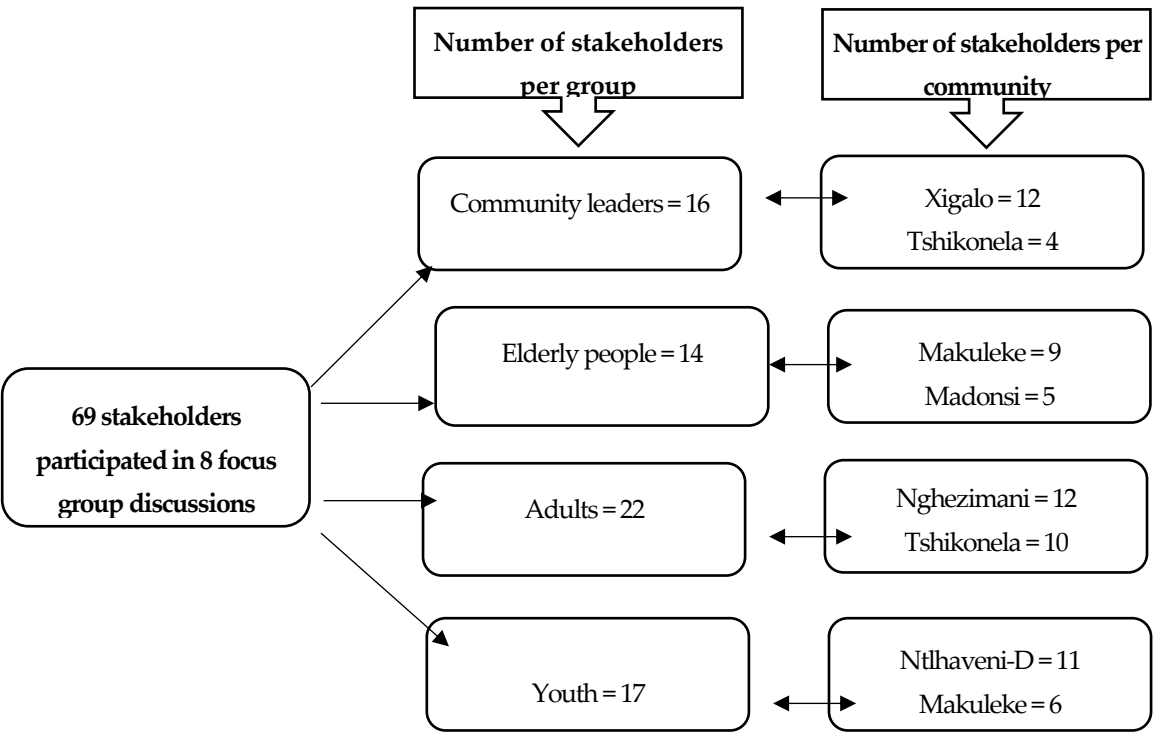 Number of stakeholders
per group
Number of stakeholders per
community
Community leaders = 16
Xigalo = 12
Tshikonela = 4
Elderly people = 14
Makuleke = 9
Madonsi = 5
69 stakeholders
participated in 8 focus
group discussions
Adults = 22
Nghezimani = 12
Tshikonela = 10
Youth = 17
Ntlhaveni-D = 11
Makuleke = 6